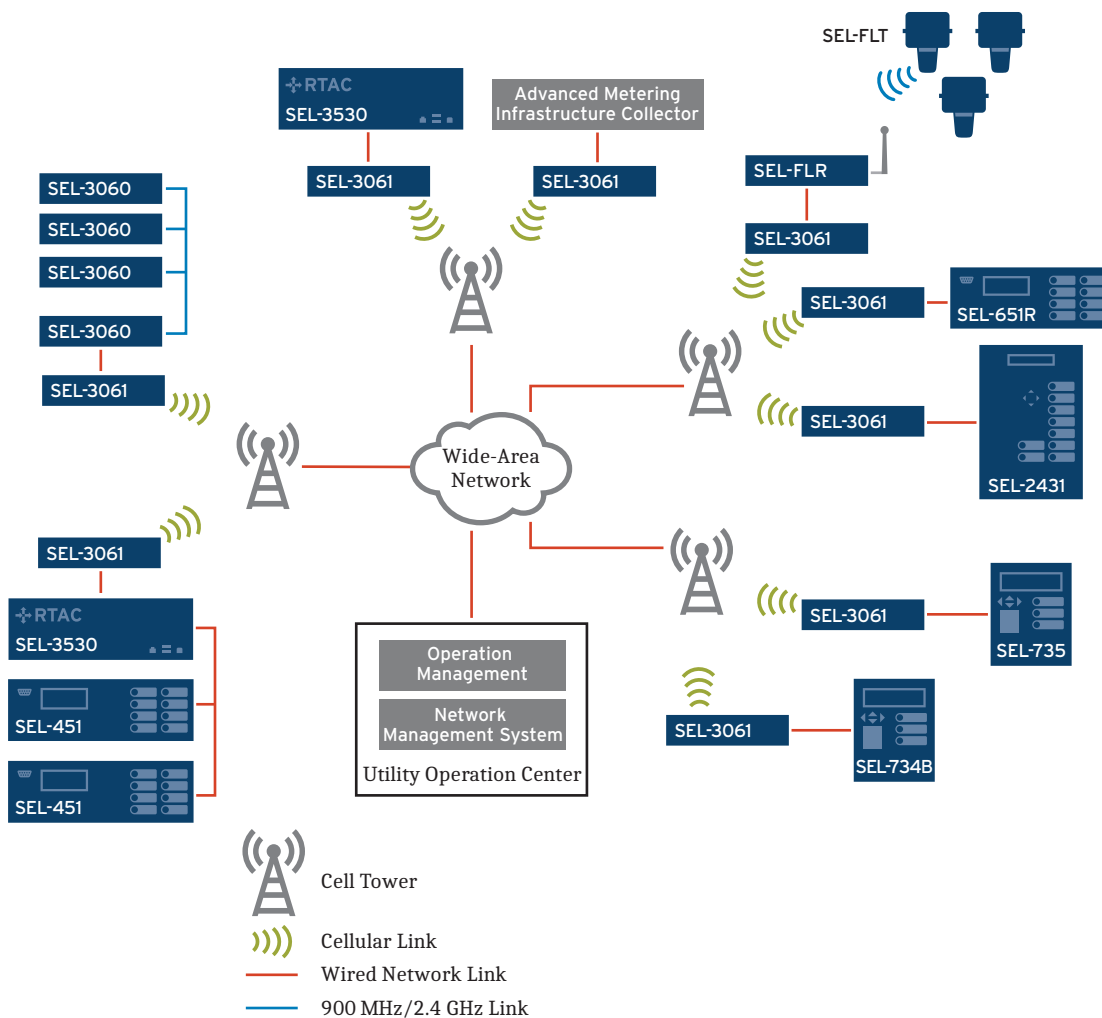 SEL-FLT
RTAC
SEL-3530
Advanced Metering
Infrastructure Collector
SEL-3061
SEL-3061
SEL-FLR
SEL-3061
SEL-3060
SEL-3060
SEL-3060
SEL-3060
SEL-3061
SEL-3061
SEL-651R
SEL-3061
SEL-2431
Wide-Area
Network
SEL-3061
RTAC
SEL-3530
SEL-451
SEL-451
SEL-3061
SEL-735
SEL-3061
SEL-734B
Operation
Management
Network
Management System
Utility Operation Center
Cell Tower
Cellular Link
Wired Network Link
900 MHz/2.4 GHz Link